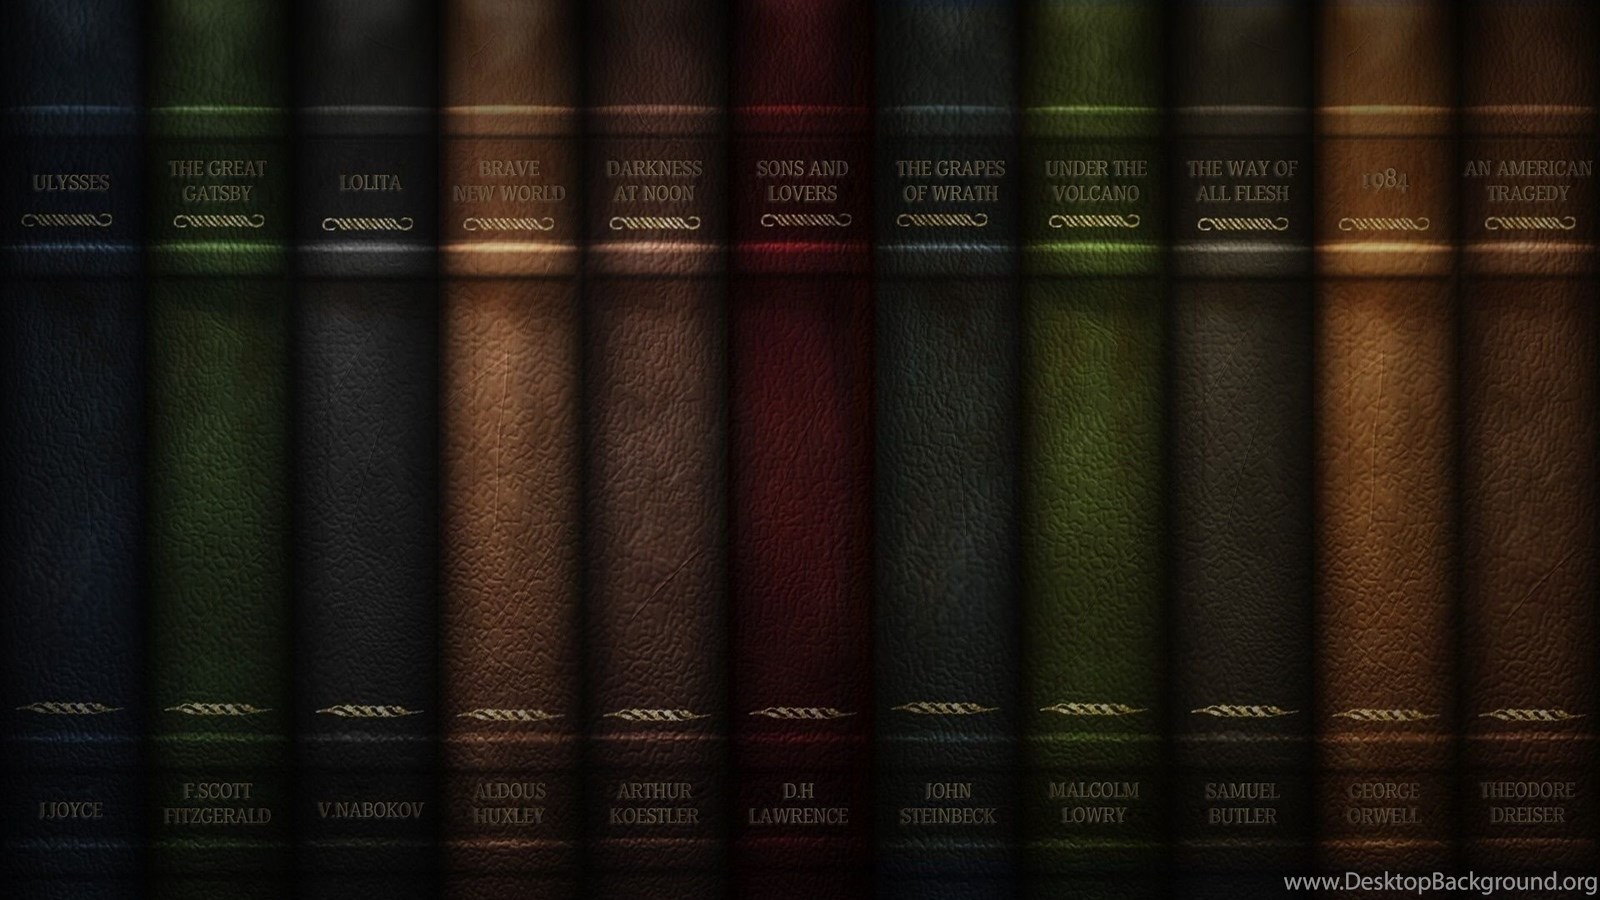 ULYSSES
THE GREAT
GATSBY
LOLITA
BRAVE
NEW WORLD
DARKNESS
AT NOON
SONS AND
LOVERS
THE GRAPES
OF WRATH
UNDER THE
VOLCANO
THE WAY OF
ALL FLESH
1984
AN AMERICAN
TRAGEDY
J.JOYCE
F.SCOTT
FITZGERALD
V.NABOKOV
ALDOUS
HUXLEY
ARTHUR
KOESTLER
D.H
LAWRENCE
JOHN
STEINBECK
MALCOLM
LOWRY
SAMUEL
BUTLER
GEORGE
ORWELL
THEODORE
DREISER
www.DesktopBackground.org